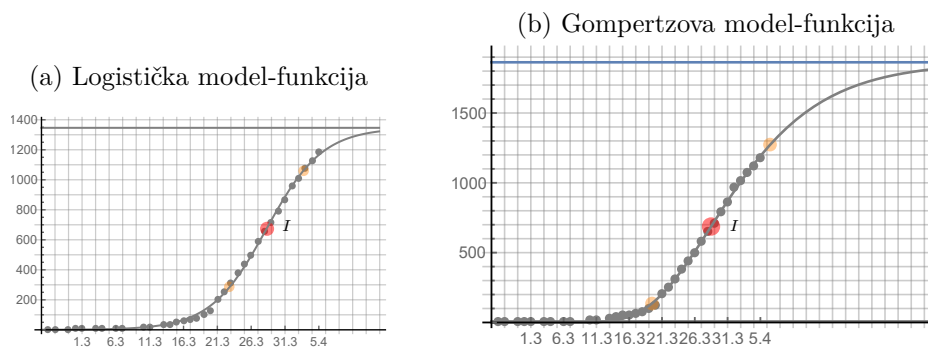 (b) Gompertzova model-funkcija
(a) Logistička model-funkcija
1400
1200
1000
800
600
400
200
I
1.3 6.3 11.3 16.3 21.3 26.3 31.3 5.4
1500
1000
500
I
1.3 6.3 11.316.321.326.331.3 5.4